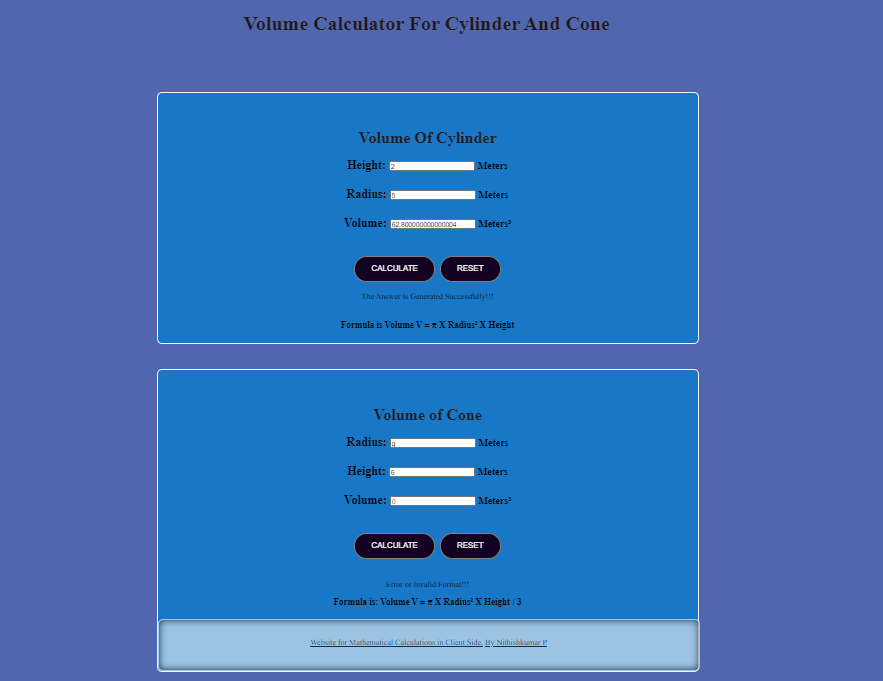 Volume Calculator For Cylinder And Cone
Volume Of Cylinder
Height: 2 Meters
Radius: 5 Meters
Volume: 62.800000000000004 Meters³
CALCULATE RESET
The Answer Is Generated Successfully!!!
Formula is Volume V = π X Radius² X Height
Volume of Cone
Radius: Meters
Height: 6 Meters
Volume: 0 Meters³
CALCULATE RESET
Error or Invalid Format!!!
Formula is: Volume V = π X Radius² X Height / 3
Website for Mathematical Calculations in Client Side. By Nithishkumar P